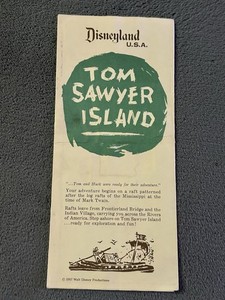 Disneyland
U.S.A.
TOM
SAWYER
ISLAND
"...Tom and Huck were ready for their adventure."
Your adventure begins on a raft patterned
after the log rafts of the Mississippi at the
time of Mark Twain.
Rafts leave from Frontierland Bridge and the
Indian Village, carrying you across the Rivers
of America. Step ashore on Tom Sawyer Island
...ready for exploration and fun!
Walt Disney Productions